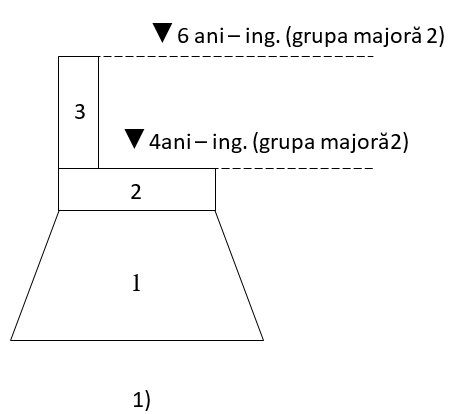 ▼ 6 ani – ing. (grupa majoră 2)
3
▼ 4ani – ing. (grupa majoră2)
2
1
1)